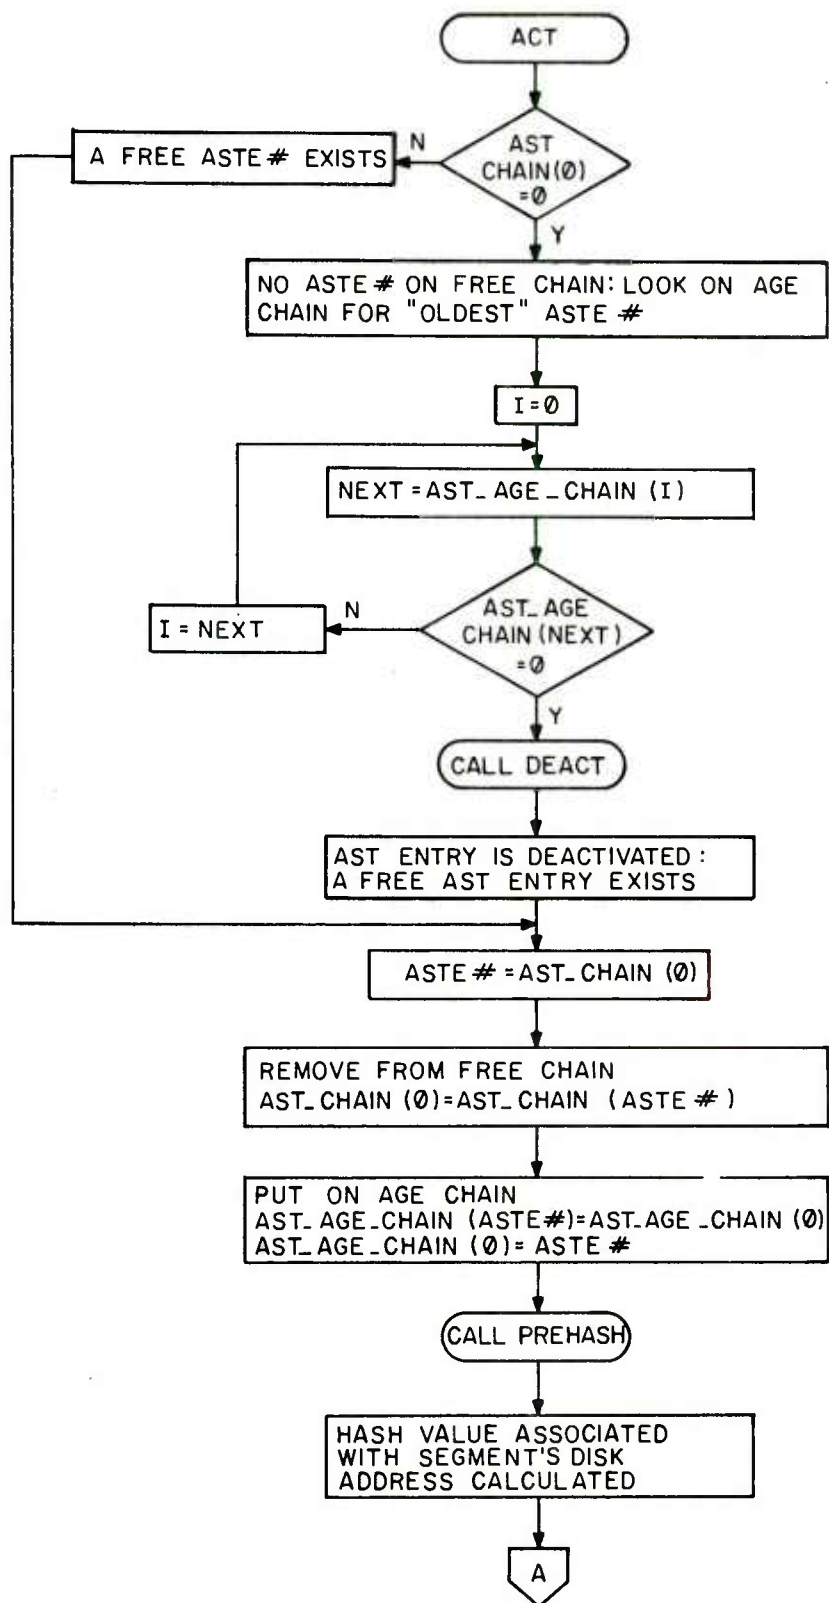 ACT
AST
CHAIN(Ø)
=Ø
N
A FREE ASTE# EXISTS
Y
NO ASTE# ON FREE CHAIN: LOOK ON AGE
CHAIN FOR "OLDEST" ASTE #
I=Ø
NEXT=AST_AGE_CHAIN (I)
AST_AGE
CHAIN(NEXT)
=Ø
N
I=NEXT
Y
CALL DEACT
AST ENTRY IS DEACTIVATED:
A FREE AST ENTRY EXISTS
ASTE#=AST_CHAIN (Ø)
REMOVE FROM FREE CHAIN
AST_CHAIN (Ø)=AST_CHAIN (ASTE#)
PUT ON AGE CHAIN
AST_AGE_CHAIN (ASTE#)=AST_AGE_CHAIN (Ø)
AST_AGE_CHAIN (Ø)= ASTE #
CALL PREHASH
HASH VALUE ASSOCIATED
WITH SEGMENT'S DISK
ADDRESS CALCULATED
A